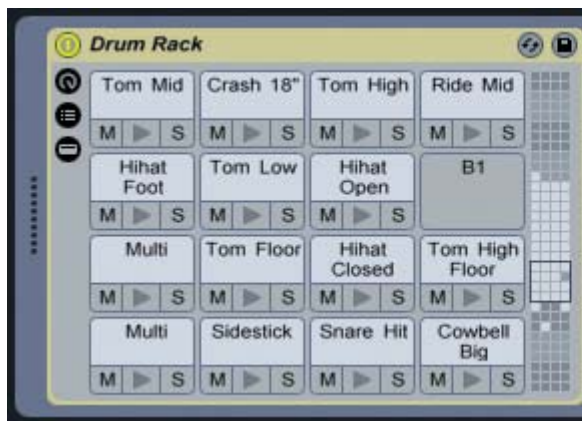 Drum Rack
Tom Mid Crash 18" Tom High Ride Mid
M S M S M S M S
Hihat Foot Tom Low Hihat Open B1
M S M S M S
Multi Tom Floor Hihat Closed Tom High Floor
M S M S M S M S
Multi Sidestick Snare Hit Cowbell Big
M S M S M S M S